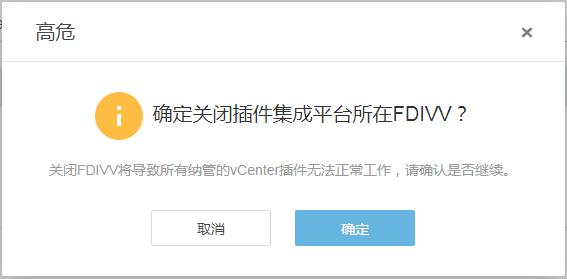 高危
确定关闭插件集成平台所在FDIVV？
关闭FDIVV将导致所有纳管的vCenter插件无法正常工作，请确认是否继续。
取消
确定